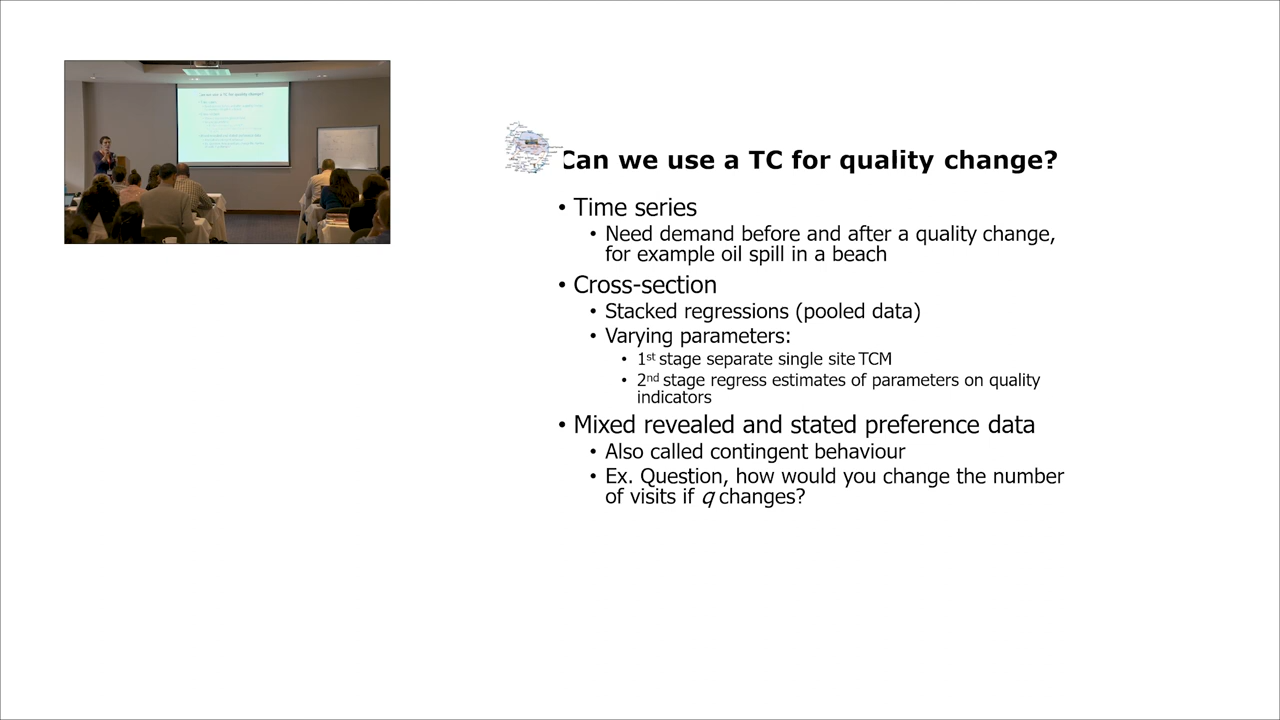 Can we use a TC for quality change?
• Time series
• Need demand before and after a quality change,
for example oil spill in a beach
• Cross-section
• Stacked regressions (pooled data)
• Varying parameters:
• 1st stage separate single site TCM
• 2nd stage regress estimates of parameters on quality
indicators
• Mixed revealed and stated preference data
• Also called contingent behaviour
• Ex. Question, how would you change the number
of visits if q changes?